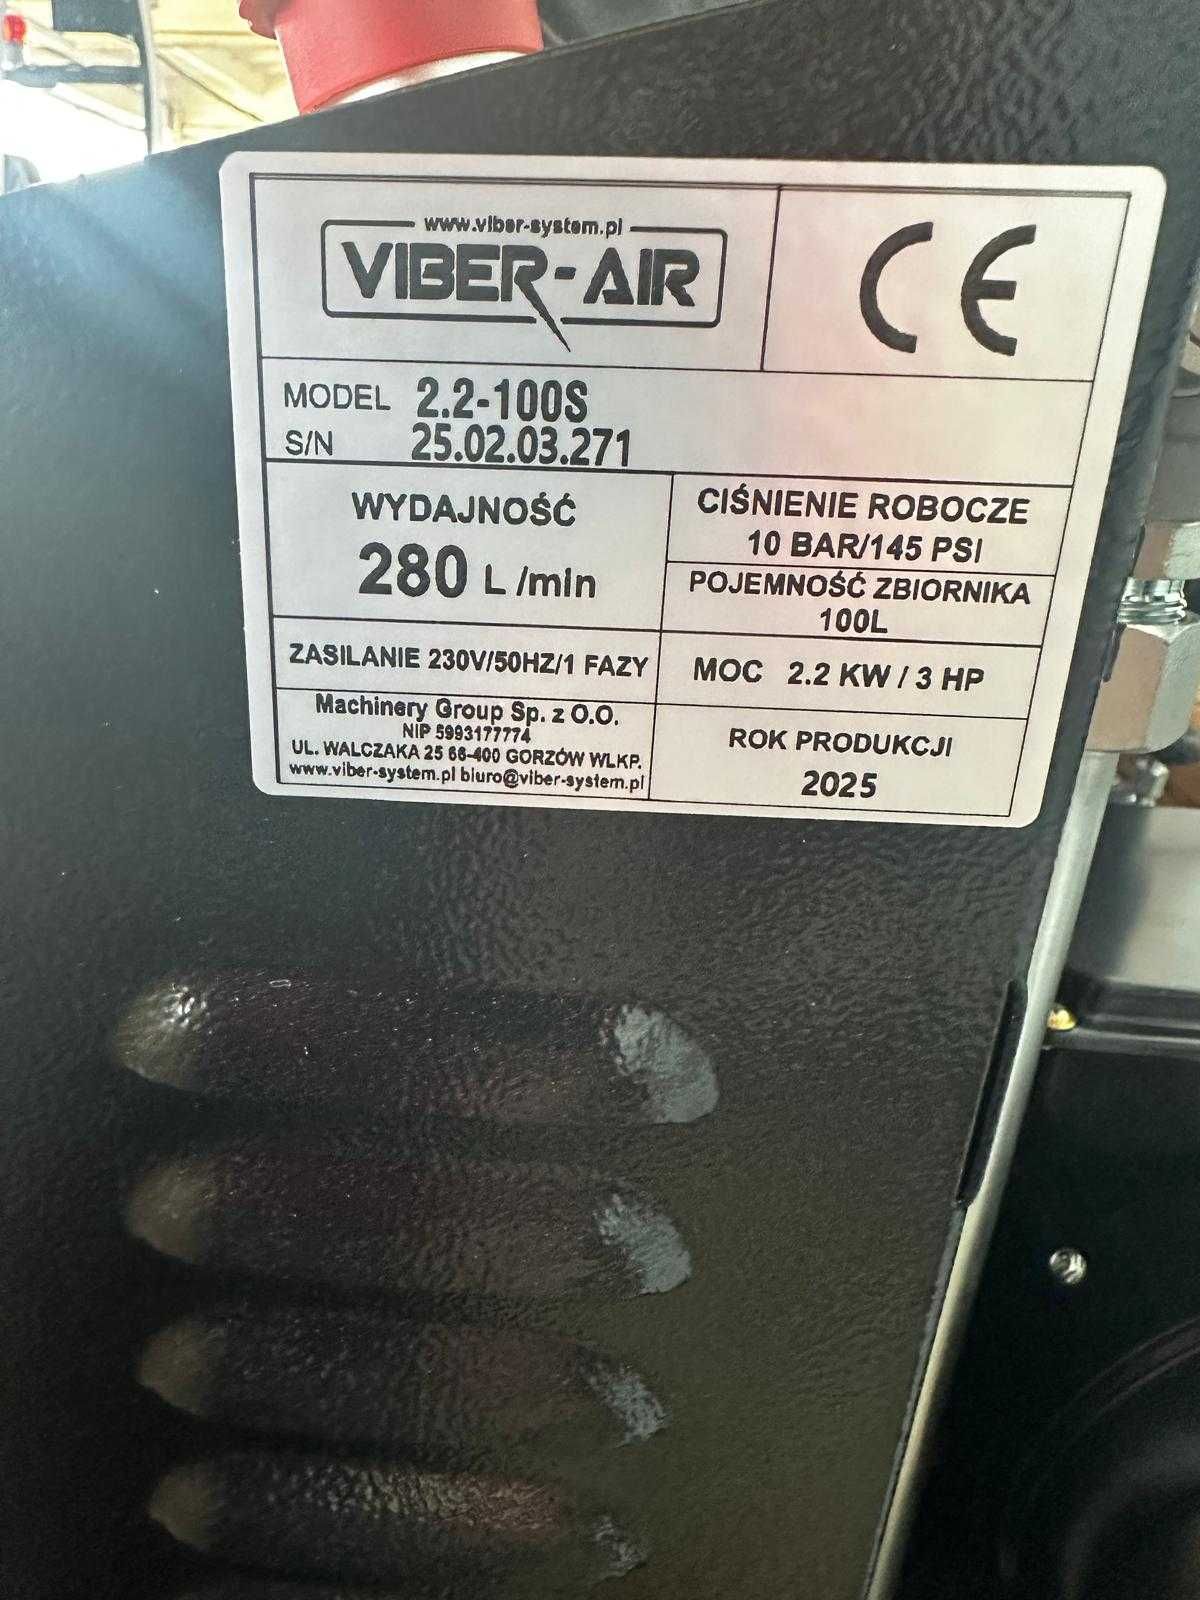 www.viber-system.pl
VIBER-AIR
CE
MODEL 2.2-100S
S/N 25.02.03.271
WYDAJNOŚĆ
280 L/min
CIŚNIENIE ROBOCZE
10 BAR/145 PSI
POJEMNOŚĆ ZBIORNIKA
100L
ZASILANIE 230V/50HZ/1 FAZY
MOC 2.2 KW / 3 HP
Machinery Group Sp. z O.O.
NIP 5993177774
UL. WALCZAKA 25 66-400 GORZÓW WLKP.
www.viber-system.pl biuro@viber-system.pl
ROK PRODUKCJI
2025